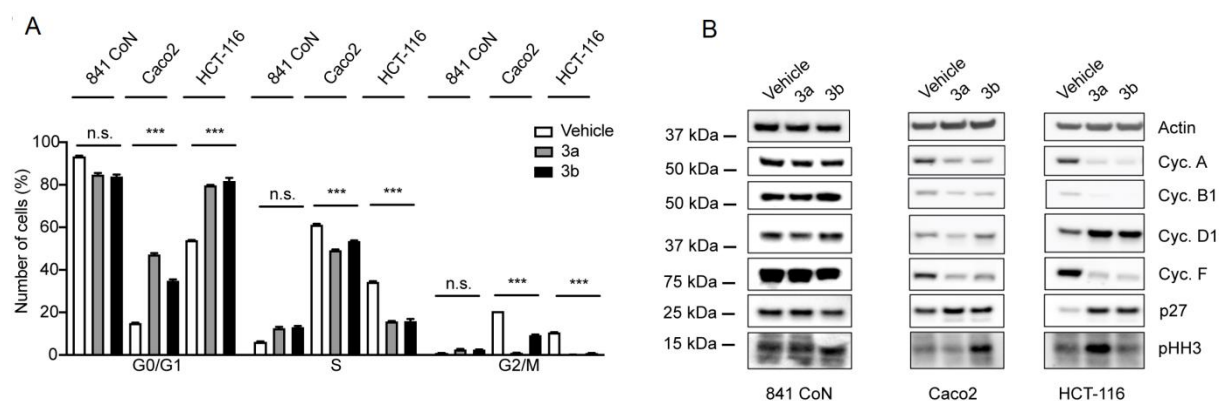 A
841 CoN Caco2 HCT-116 841 CoN Caco2 HCT-116 841 CoN Caco2 HCT-116
n.s. *** *** n.s. *** *** n.s. *** ***
Vehicle
3a
3b
Number of cells (%)
100
80
60
40
20
0
G0/G1 S G2/M
B
Vehicle 3a 3b Vehicle 3a 3b Vehicle 3a 3b
37 kDa Actin
50 kDa Cyc. A
50 kDa Cyc. B1
37 kDa Cyc. D1
75 kDa Cyc. F
25 kDa p27
15 kDa pHH3
841 CoN Caco2 HCT-116